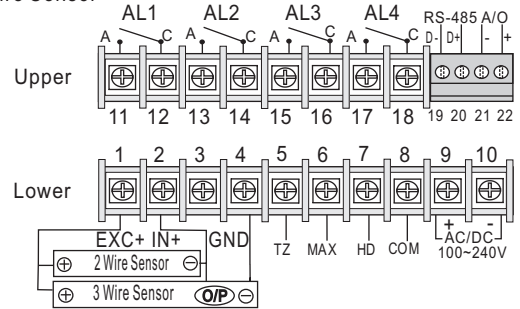 Wire Sensor
AL1 AL2 AL3 AL4 RS-485 A/O
A C A C A C A C D- D+ - +
Upper
11 12 13 14 15 16 17 18 19 20 21 22
1 2 3 4 5 6 7 8 9 10
Lower
EXC+ IN+ GND TZ MAX HD COM + -
AC/DC
100~240V
2 Wire Sensor
3 Wire Sensor O/P